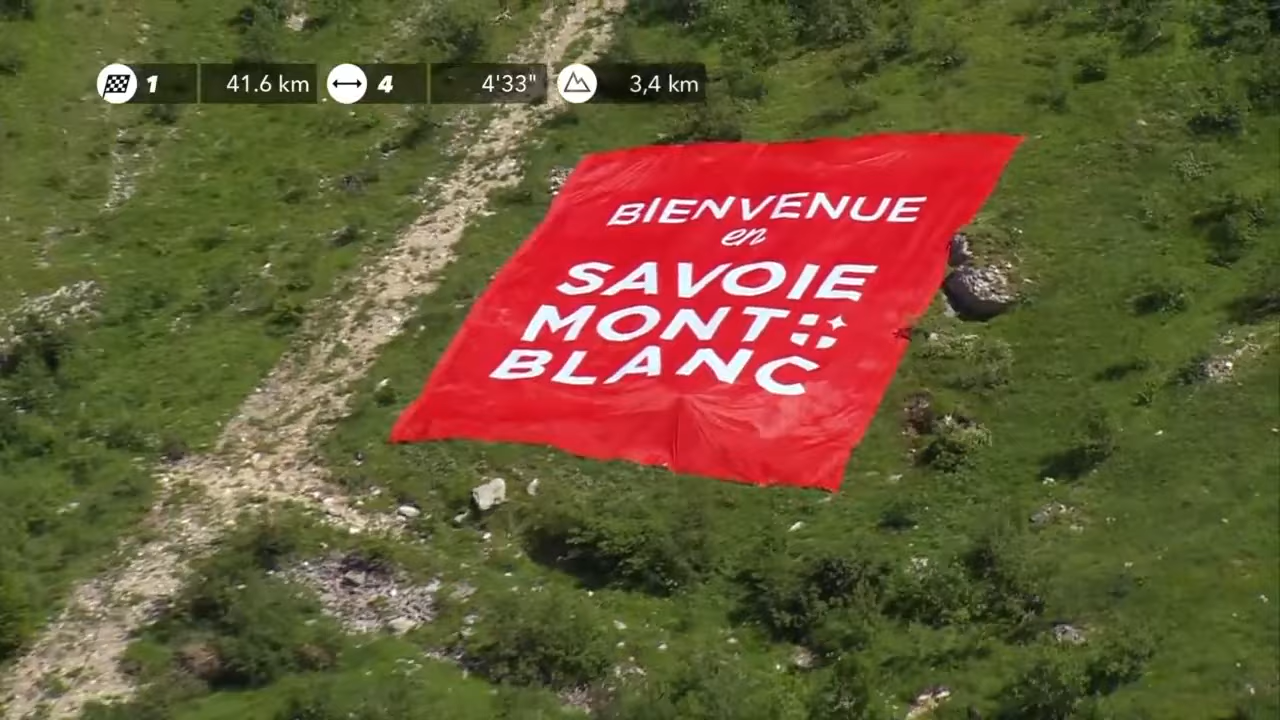 1 41.6 km 4 4'33" 3,4 km
BIENVENUE
en
SAVOIE
MONT
BLANC